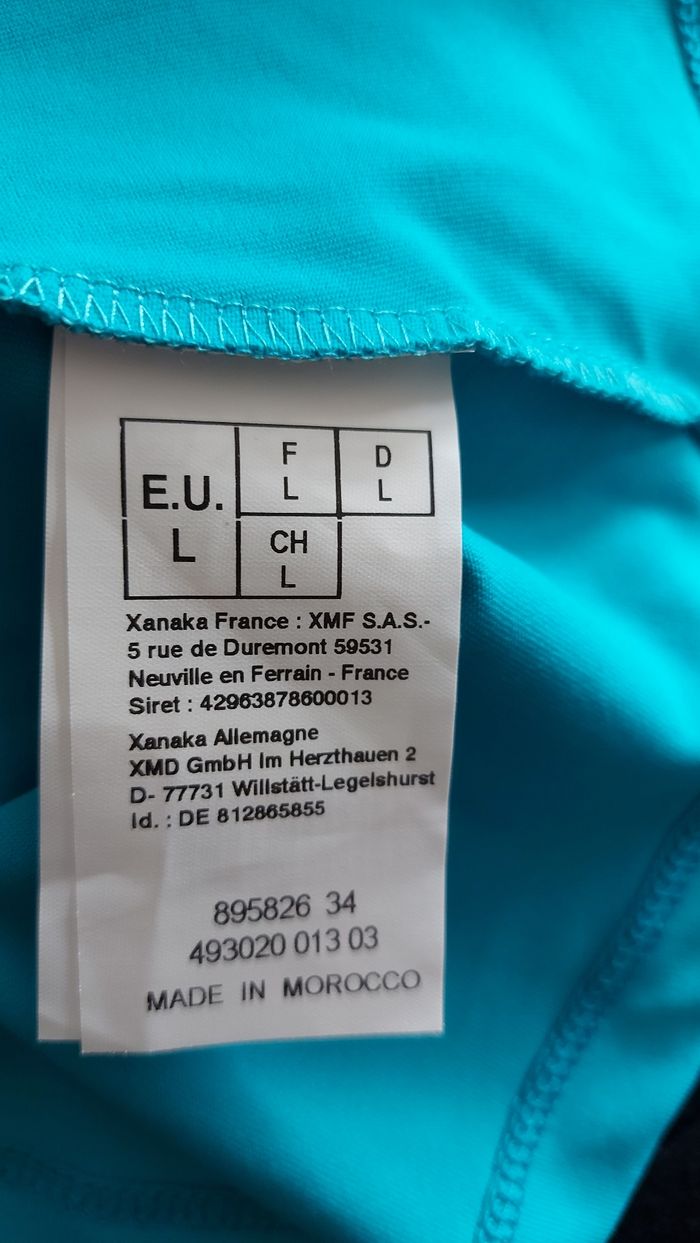 E.U.
L
F
L
D
L
CH
L
Xanaka France : XMF S.A.S.-
5 rue de Duremont 59531
Neuville en Ferrain - France
Siret : 42963878600013
Xanaka Allemagne
XMD GmbH Im Herzthauen 2
D- 77731 Willstätt-Legelshurst
Id. : DE 812865855
895826 34
493020 013 03
MADE IN MOROCCO